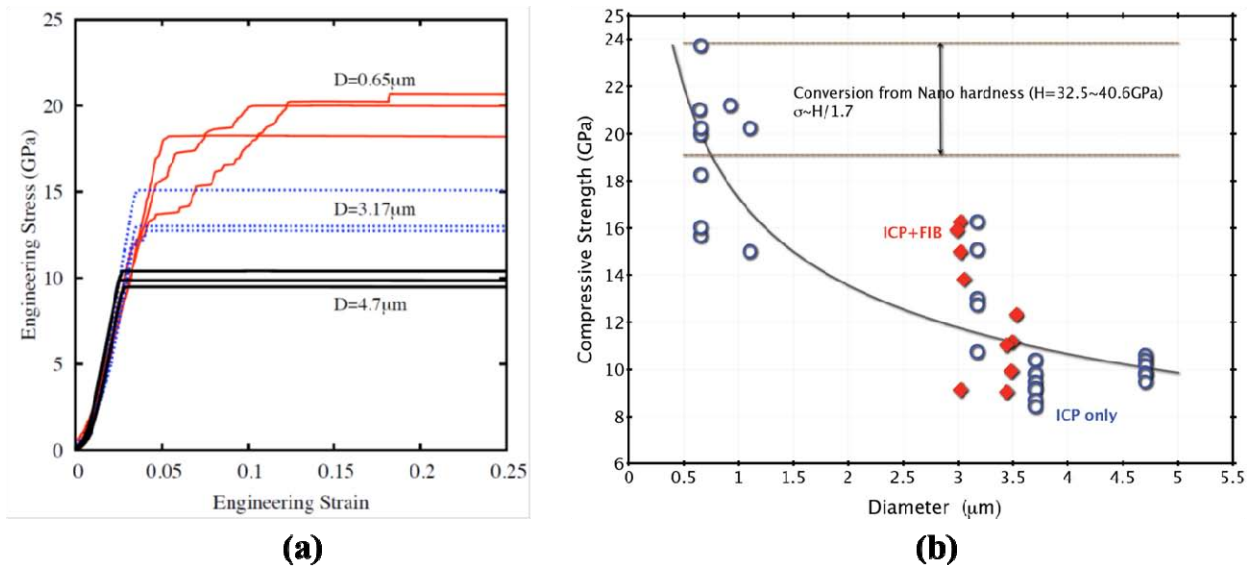 25
20
15
10
5
0
Engineering Stress (GPa)
D=0.65μm
D=3.17μm
D=4.7μm
0
0.05
0.1
0.15
0.2
0.25
Engineering Strain
(a)
25
24
22
20
18
16
14
12
10
8
6
Compressive Strength (GPa)
Conversion from Nano hardness (H=32.5~40.6GPa)
σ~H/1.7
ICP+FIB
ICP only
0
0.5
1
1.5
2
2.5
3
3.5
4
4.5
5
5.5
Diameter (μm)
(b)